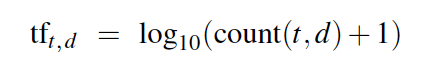 tf_{t,d} = log_{10}(count(t,d)+1)